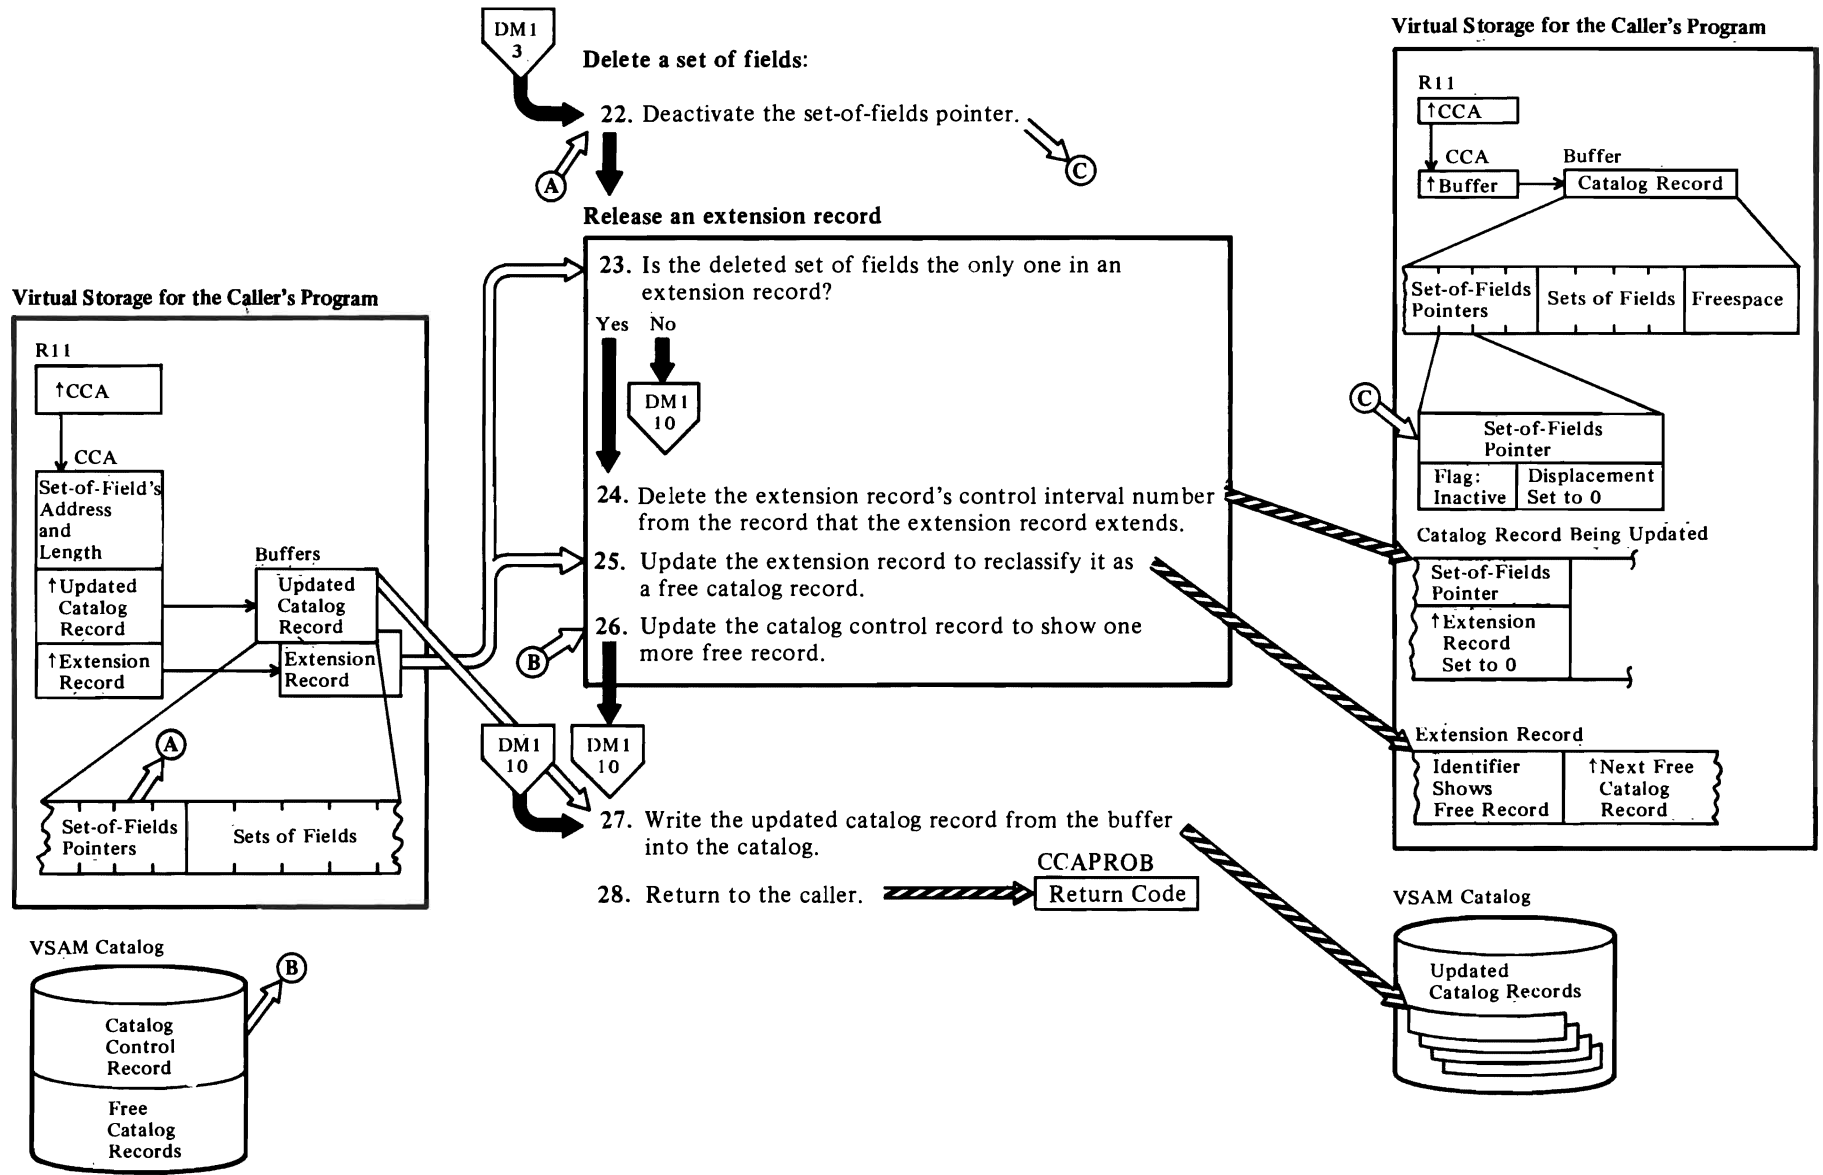 Virtual Storage for the Caller's Program
R11
↑CCA
CCA
Set-of-Field's
Address
and
Length
↑Updated
Catalog
Record
↑Extension
Record
Buffers
Updated
Catalog
Record
Extension
Record
A
Set-of-Fields
Pointers
Sets of Fields
VSAM Catalog
B
Catalog
Control
Record
Free
Catalog
Records
DM1
3
Delete a set of fields:
22. Deactivate the set-of-fields pointer.
A
C
Release an extension record
23. Is the deleted set of fields the only one in an
extension record?
Yes No
DM1
10
24. Delete the extension record's control interval number
from the record that the extension record extends.
25. Update the extension record to reclassify it as
a free catalog record.
26. Update the catalog control record to show one
more free record.
B
DM1
10
DM1
10
27. Write the updated catalog record from the buffer
into the catalog.
28. Return to the caller.
CCAPROB
Return Code
Virtual Storage for the Caller's Program
R11
↑CCA
CCA
↑Buffer
Buffer
Catalog Record
Set-of-Fields
Pointers
Sets of Fields
Freespace
C
Set-of-Fields
Pointer
Flag:
Inactive
Displacement
Set to 0
Catalog Record Being Updated
Set-of-Fields
Pointer
↑Extension
Record
Set to 0
Extension Record
Identifier
Shows
Free Record
↑Next Free
Catalog
Record
VSAM Catalog
Updated
Catalog Records